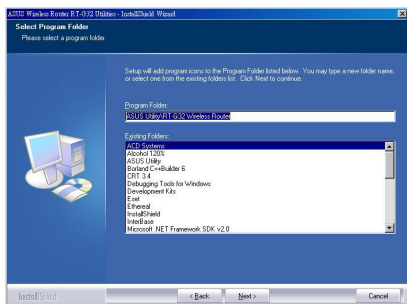 ASUS Wireless Router RT-G32 Utilities - InstallShield Wizard
Select Program Folder
Please select a program folder.
Setup will add program icons to the Program Folder listed below. You may type a new folder name,
or select one from the existing folders list. Click Next to continue.
Program Folder:
ASUS Utility\RT-G32 Wireless Router
Existing Folders:
ACD Systems
Alcohol 120%
ASUS Utility
Borland C++Builder 6
CRT 3.4
Debugging Tools for Windows
Development Kits
Eset
Ethereal
InstallShield
InterBase
Microsoft .NET Framework SDK v2.0
InstallShield
< Back
Next >
Cancel